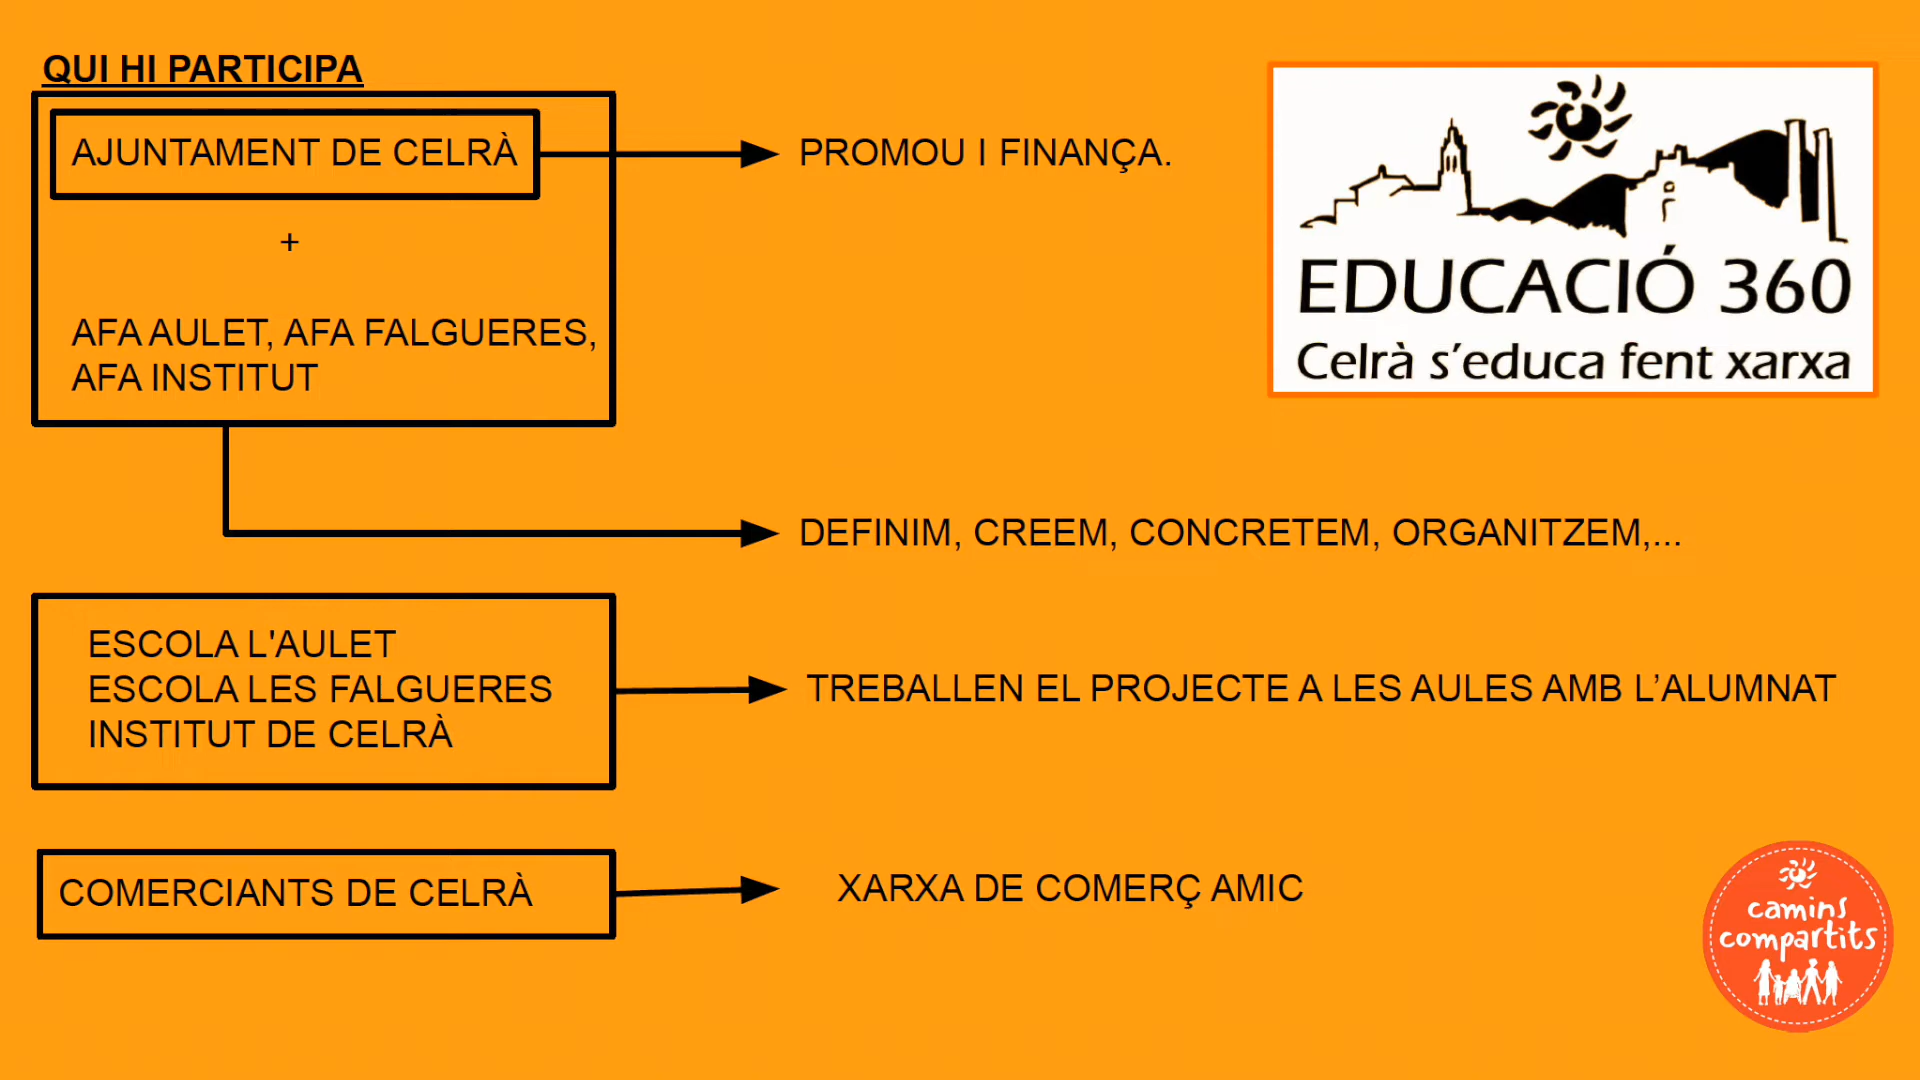 QUI HI PARTICIPA
AJUNTAMENT DE CELRÀ
PROMOU I FINANÇA.
+
AFA AULET, AFA FALGUERES,
AFA INSTITUT
EDUCACIÓ 360
Celrà s’educa fent xarxa
DEFINIM, CREEM, CONCRETEM, ORGANITZEM,...
ESCOLA L'AULET
ESCOLA LES FALGUERES
INSTITUT DE CELRÀ
TREBALLEN EL PROJECTE A LES AULES AMB L’ALUMNAT
COMERCIANTS DE CELRÀ
XARXA DE COMERÇ AMIC
camins
compartits